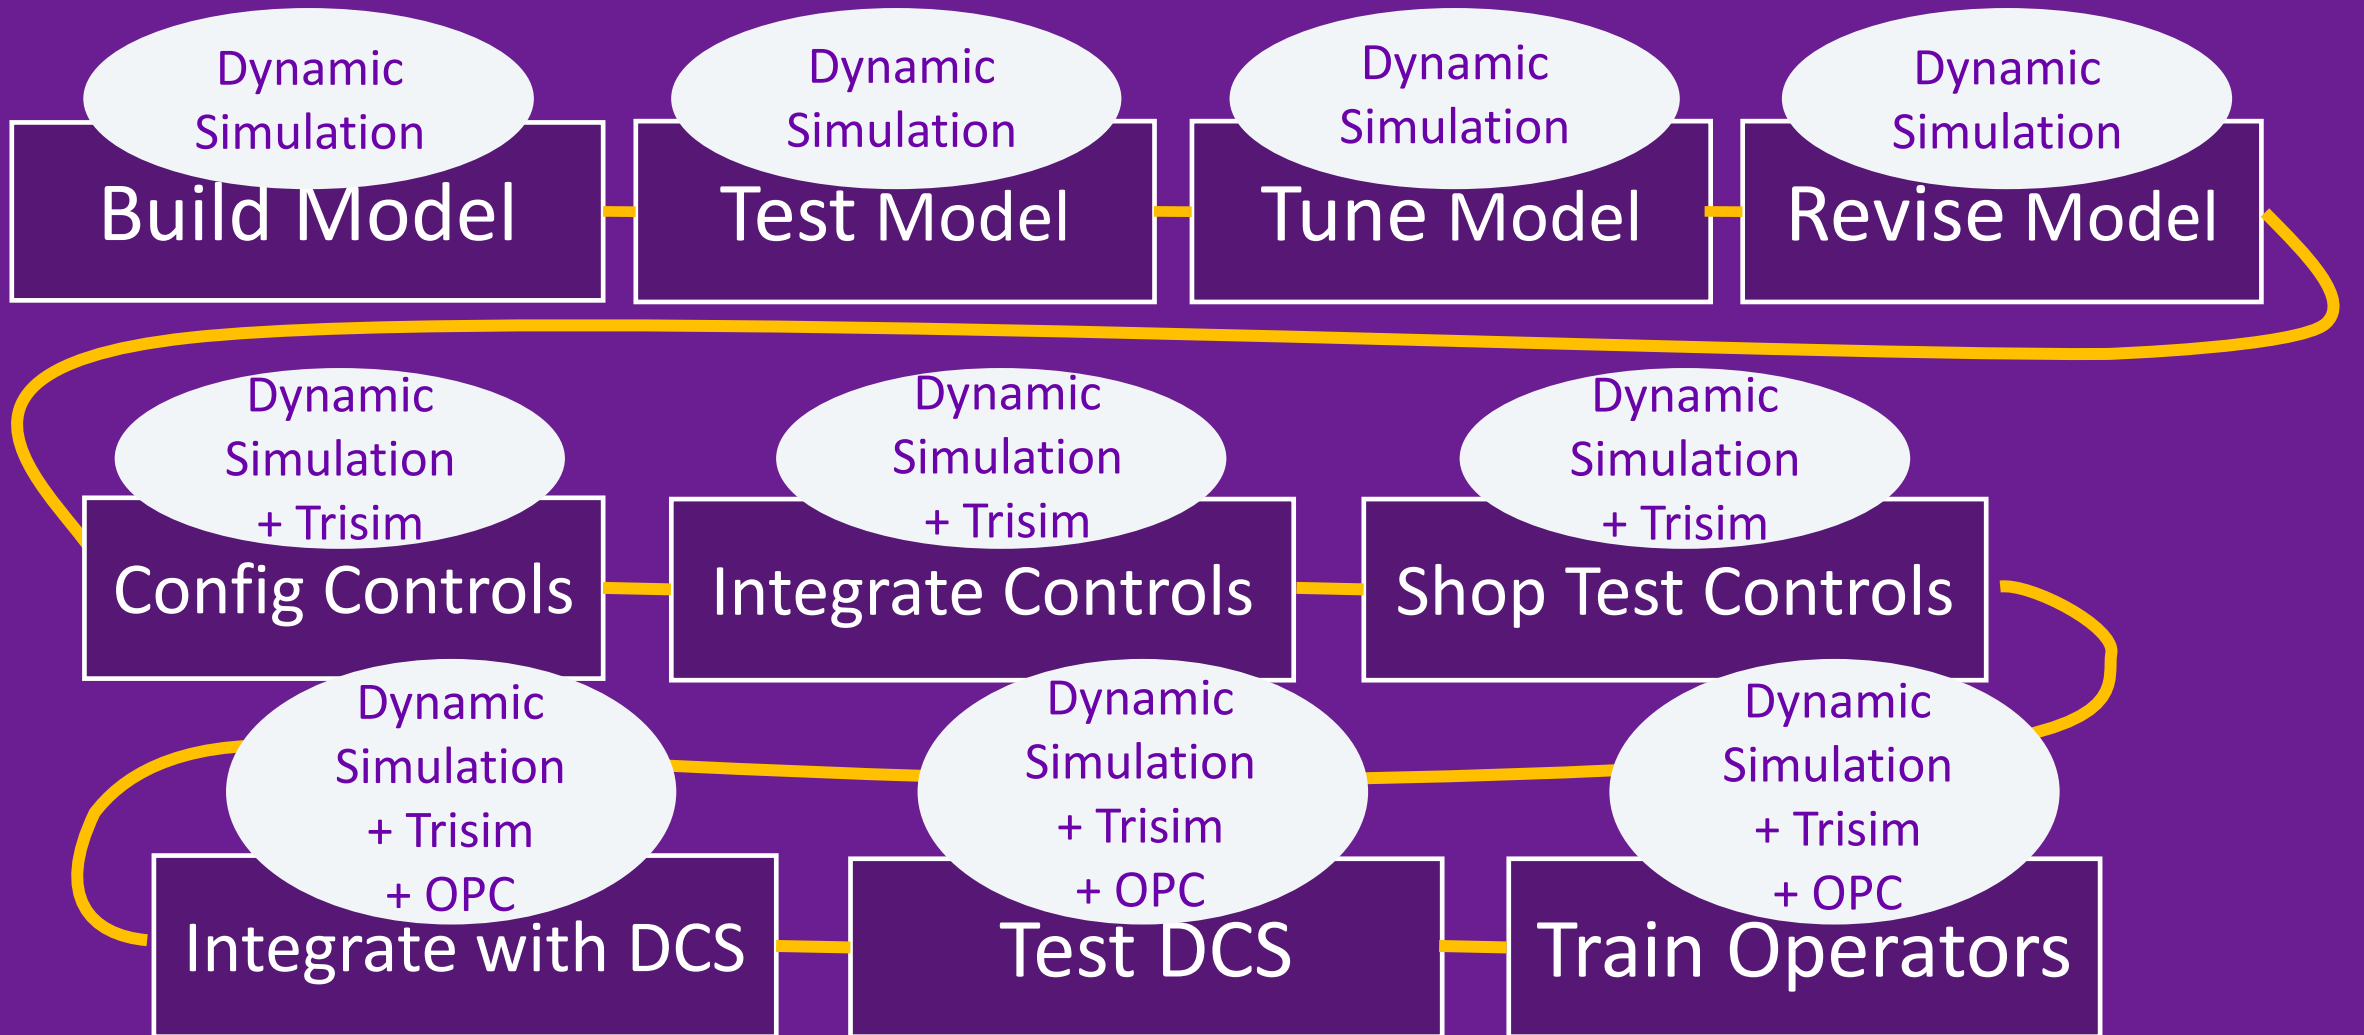 Dynamic
Simulation
Build Model
Dynamic
Simulation
Test Model
Dynamic
Simulation
Tune Model
Dynamic
Simulation
Revise Model
Dynamic
Simulation
+ Trisim
Config Controls
Dynamic
Simulation
+ Trisim
Integrate Controls
Dynamic
Simulation
+ Trisim
Shop Test Controls
Dynamic
Simulation
+ Trisim
+ OPC
Integrate with DCS
Dynamic
Simulation
+ Trisim
+ OPC
Test DCS
Dynamic
Simulation
+ Trisim
+ OPC
Train Operators